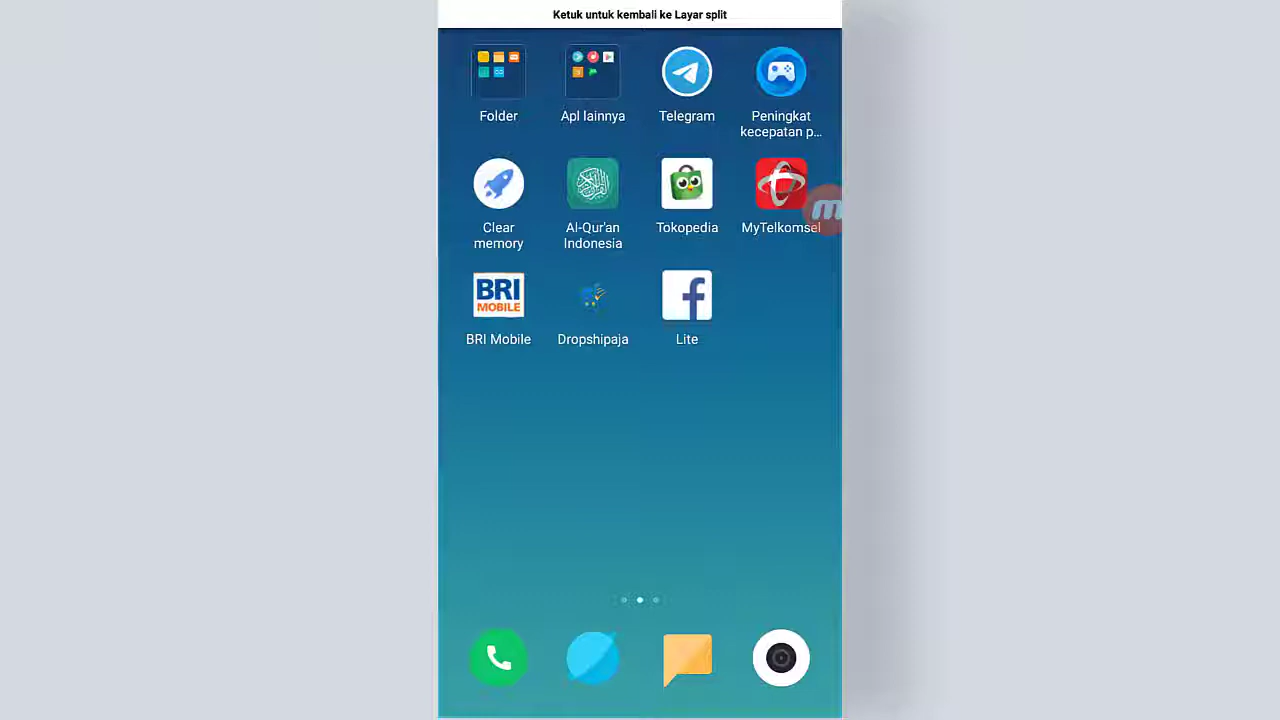 Ketuk untuk kembali ke Layar split
Folder
Apl lainnya
Telegram
Peningkat
kecepatan p...
Clear
memory
Al-Qur'an
Indonesia
Tokopedia
MyTelkomsel
BRI
MOBILE
BRI Mobile
Dropshipaja
Lite